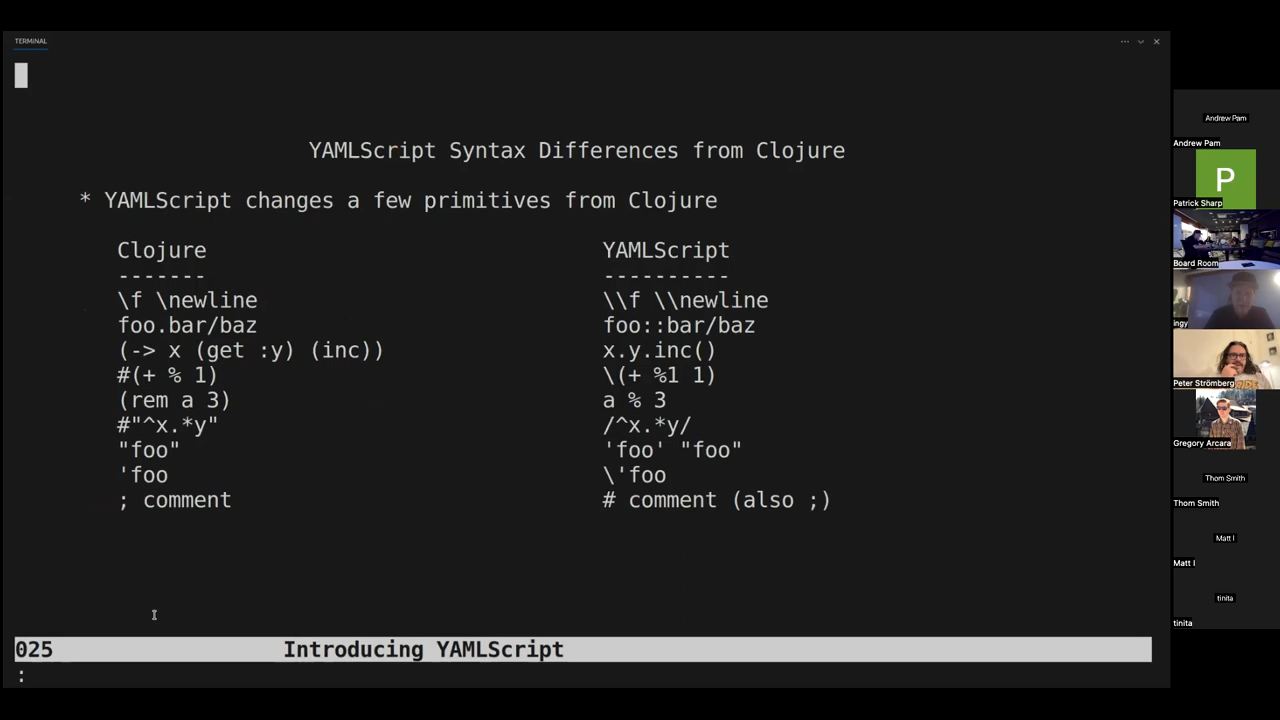 TERMINAL
YAMLScript Syntax Differences from Clojure
* YAMLScript changes a few primitives from Clojure
Clojure YAMLScript
------- ----------
\f \newline \\f \\newline
foo.bar/baz foo::bar/baz
(-> x (get :y) (inc)) x.y.inc()
#(+ % 1) \(+ %1 1)
(rem a 3) a % 3
#"^x.*y" /^x.*y/
"foo" 'foo' "foo"
'foo \'foo
; comment # comment (also ;)
025 Introducing YAMLScript
:
Andrew Pam
Andrew Pam
P
Patrick Sharp
Board Room
ingy
Peter Strömberg
Gregory Arcara
Thom Smith
Thom Smith
Matt I
Matt I
tinita
tinita